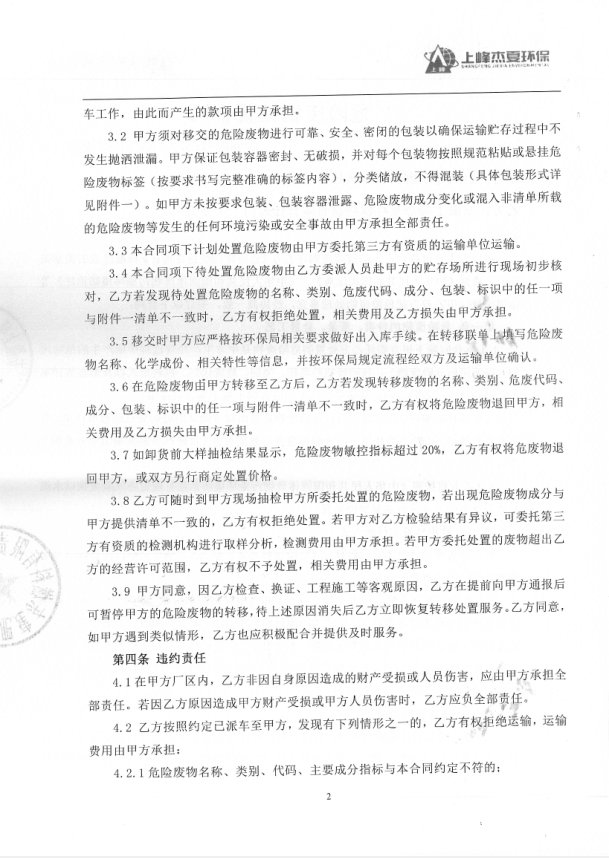 上峰杰夏环保
上峰
车工作，由此而产生的款项由甲方承担。
3.2 甲方须对移交的危险废物进行可靠、安全、密闭的包装以确保运输贮存过程中不
发生抛洒泄漏。甲方保证包装容器密封、无破损，并对每个包装物按照规范粘贴或悬挂危
险废物标签（按要求书写完整准确的标签内容），分类储放，不得混装（具体包装形式详
见附件一）。如甲方未按要求包装、包装容器泄露、危险废物成分变化或混入非清单所载
的危险废物等发生的任何环境污染或安全事故由甲方承担全部责任。
3.3 本合同项下计划处置危险废物由甲方委托第三方有资质的运输单位运输。
3.4 本合同项下待处置危险废物由乙方委派人员赴甲方的贮存场所进行现场初步核
对，乙方若发现待处置危险废物的名称、类别、危废代码、成分、包装、标识中的任一项
与附件一清单不一致时，乙方有权拒绝处置，相关费用及乙方损失由甲方承担。
3.5 移交时甲方应严格按环保局相关要求做好出入库手续。在转移联单上填写危险废
物名称、化学成份、相关特性等信息，并按环保局规定流程经双方及运输单位确认。
3.6 在危险废物由甲方转移至乙方后，乙方若发现转移废物的名称、类别、危废代码、
成分、包装、标识中的任一项与附件一清单不一致时，乙方有权将危险废物退回甲方，相
关费用及乙方损失由甲方承担。
3.7 如卸货前大样抽检结果显示，危险废物敏控指标超过 20%，乙方有权将危废物退
回甲方，或双方另行商定处置价格。
3.8 乙方可随时到甲方现场抽检甲方所委托处置的危险废物，若出现危险废物成分与
甲方提供清单不一致的，乙方有权拒绝处置。若甲方对乙方检验结果有异议，可委托第三
方有资质的检测机构进行取样分析，检测费用由甲方承担。若甲方委托处置的废物超出乙
方的经营许可范围，乙方有权不予处置，相关费用由甲方承担。
3.9 甲方同意，因乙方检查、换证、工程施工等客观原因，乙方在提前向甲方通报后
可暂停甲方的危险废物的转移，待上述原因消失后乙方立即恢复转移处置服务。乙方同意，
如甲方遇到类似情形，乙方也应积极配合并提供及时服务。
第四条 违约责任
4.1 在甲方厂区内，乙方非因自身原因造成的财产受损或人员伤害，应由甲方承担全
部责任。若因乙方原因造成甲方财产受损或甲方人员伤害时，乙方应负全部责任。
4.2 乙方按照约定已派车至甲方，发现有下列情形之一的，乙方有权拒绝运输，运输
费用由甲方承担：
4.2.1 危险废物名称、类别、代码、主要成分指标与本合同约定不符的；
2